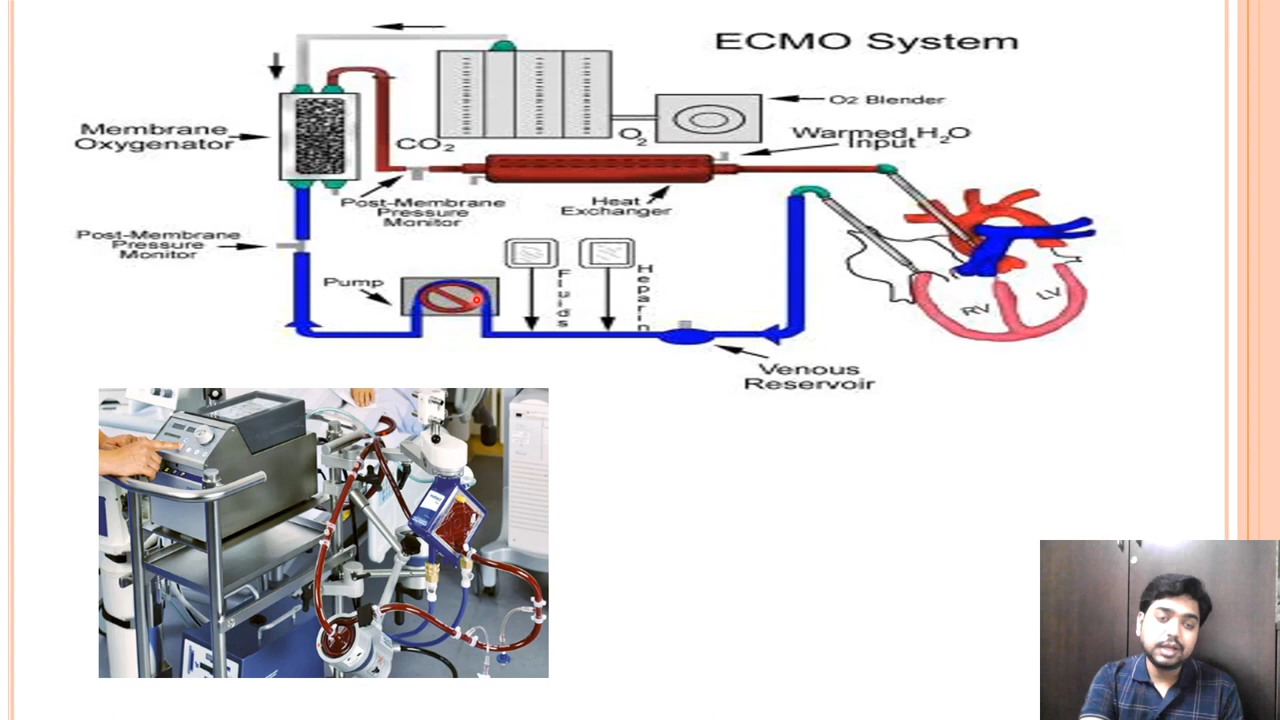 ECMO System
O2 Blender
Membrane
Oxygenator
CO₂
O₂
Warmed H₂O
Input
Post-Membrane
Pressure
Monitor
Heat
Exchanger
Post-Membrane
Pressure
Monitor
Pump
Fluids
Heparin
RV
LV
Venous
Reservoir